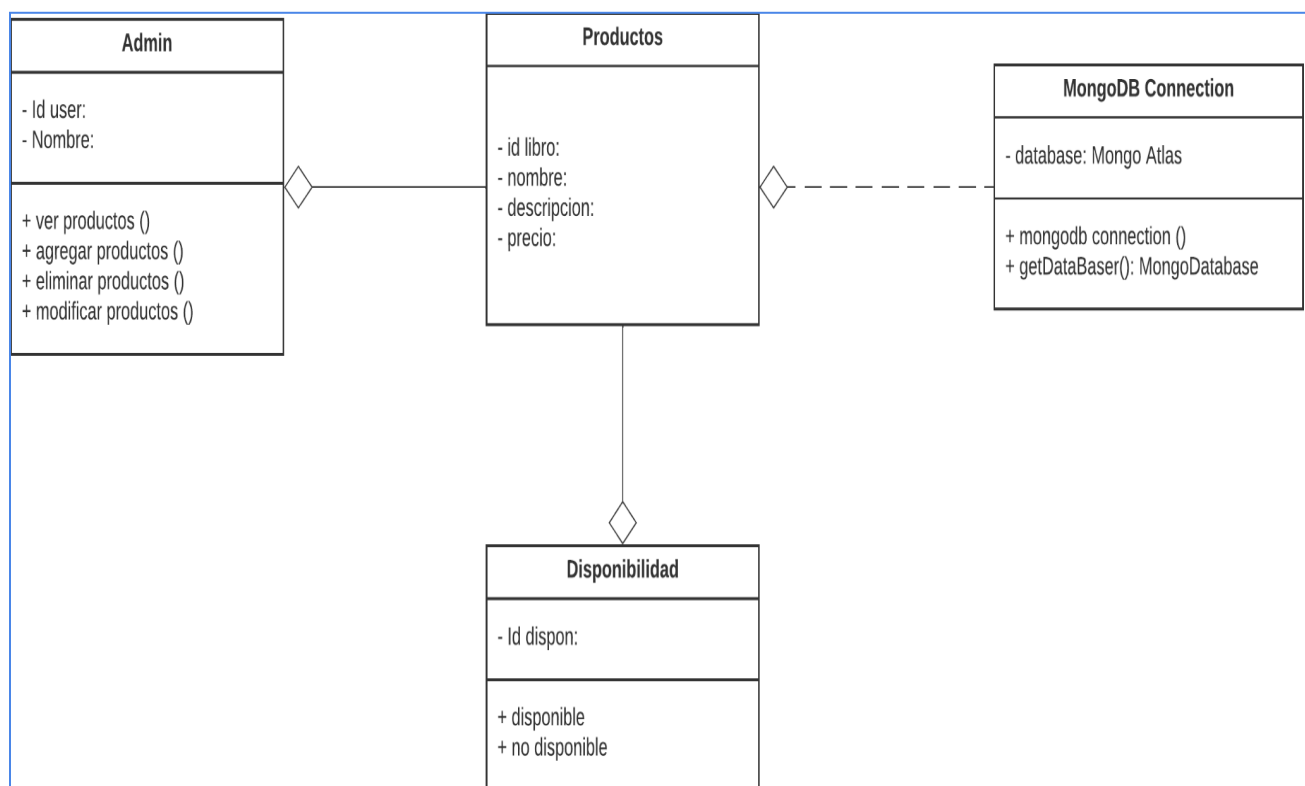 Admin
- Id user:
- Nombre:
+ ver productos ()
+ agregar productos ()
+ eliminar productos ()
+ modificar productos ()
Productos
- id libro:
- nombre:
- descripcion:
- precio:
MongoDB Connection
- database: Mongo Atlas
+ mongodb connection ()
+ getDataBaser(): MongoDatabase
Disponibilidad
- Id dispon:
+ disponible
+ no disponible